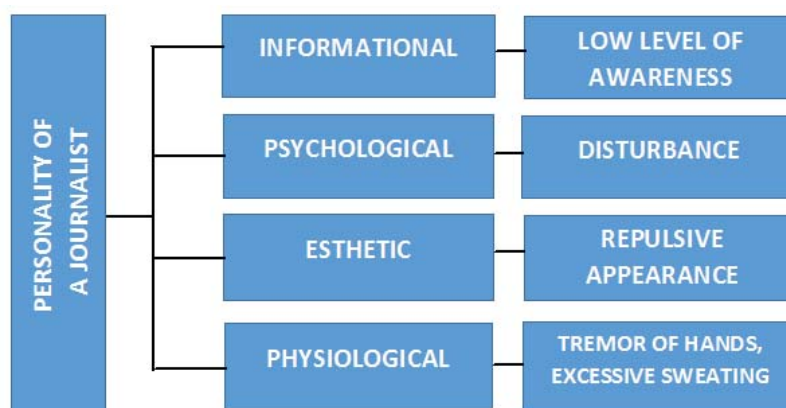 PERSONALITY OF
A JOURNALIST
INFORMATIONAL
LOW LEVEL OF
AWARENESS
PSYCHOLOGICAL
DISTURBANCE
ESTHETIC
REPULSIVE
APPEARANCE
PHYSIOLOGICAL
TREMOR OF HANDS,
EXCESSIVE SWEATING